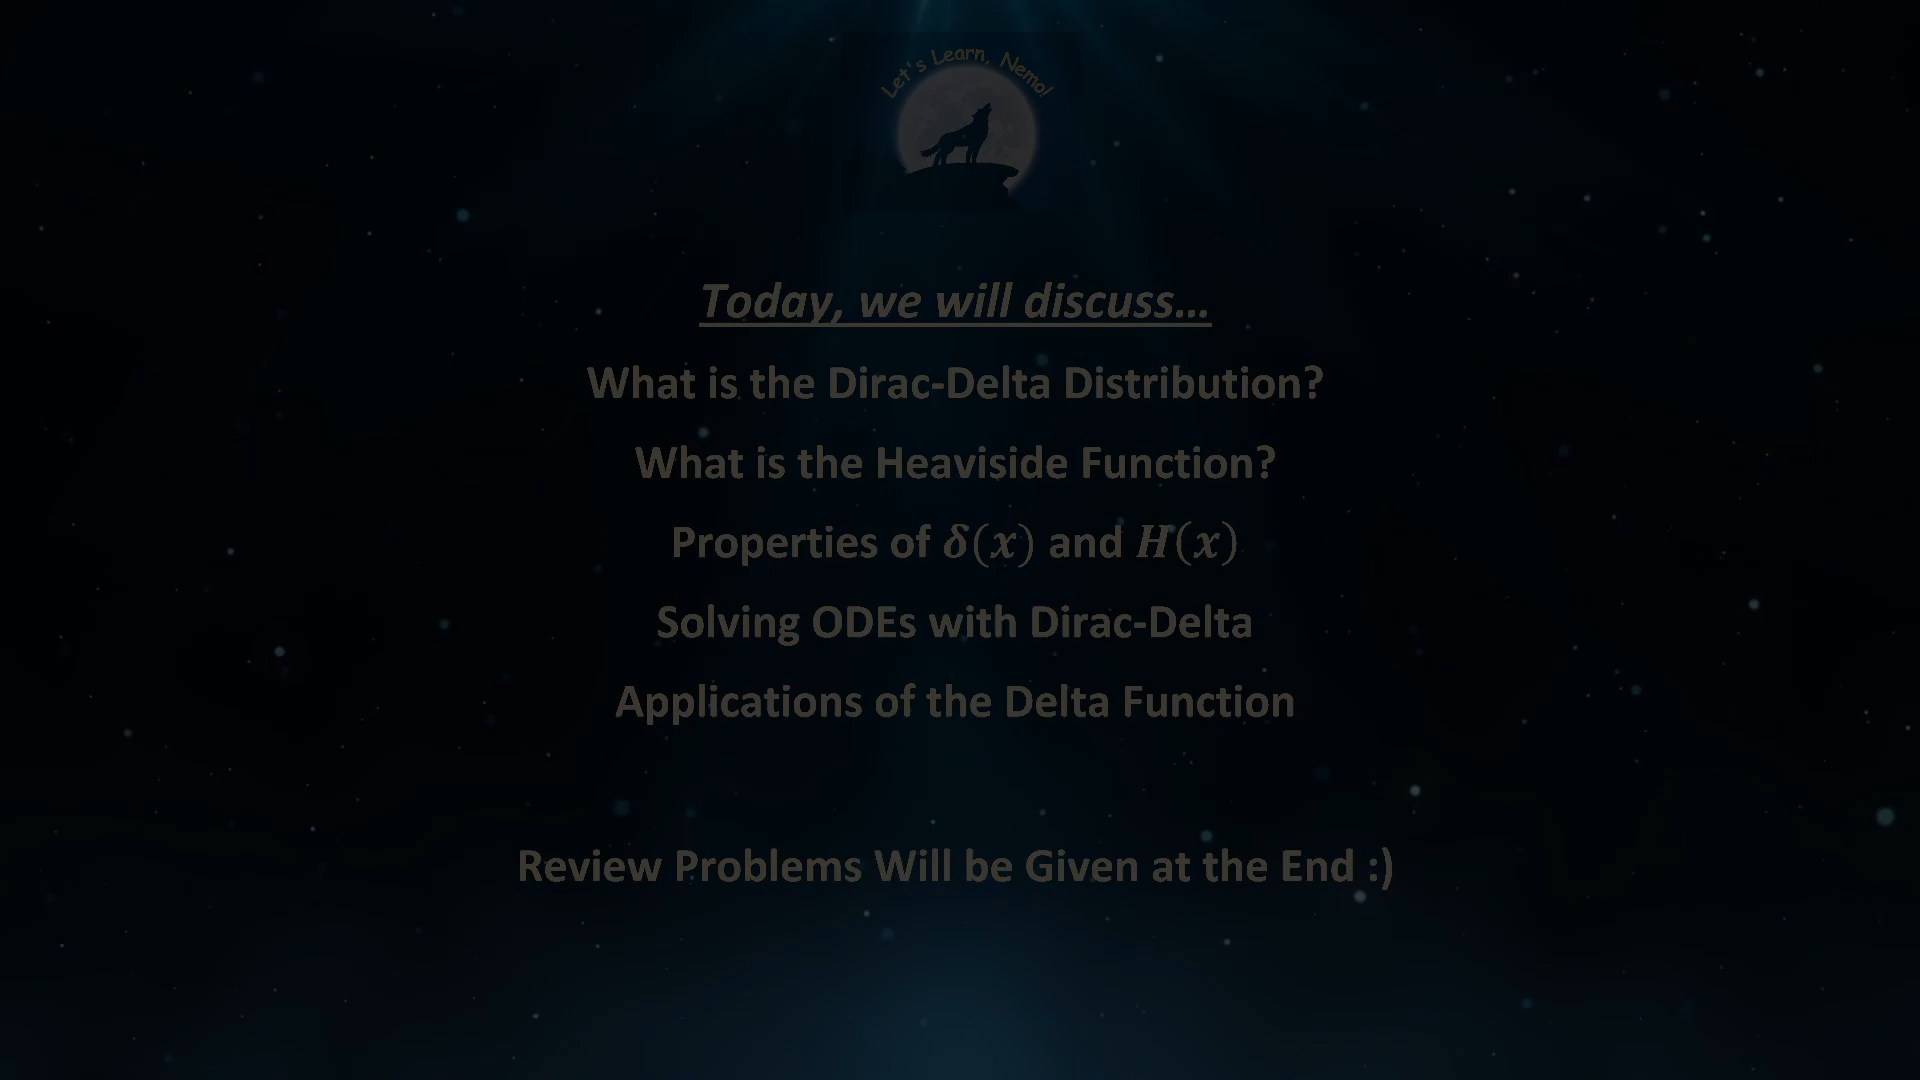 Let's Learn, Nemo!
Today, we will discuss...
What is the Dirac-Delta Distribution?
What is the Heaviside Function?
Properties of δ(x) and H(x)
Solving ODEs with Dirac-Delta
Applications of the Delta Function
Review Problems Will be Given at the End :)